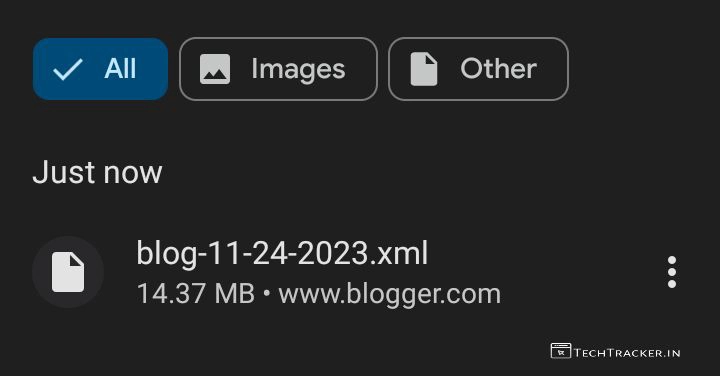 All Images Other
Just now
blog-11-24-2023.xml
14.37 MB • www.blogger.com
TECHTRACKER.IN